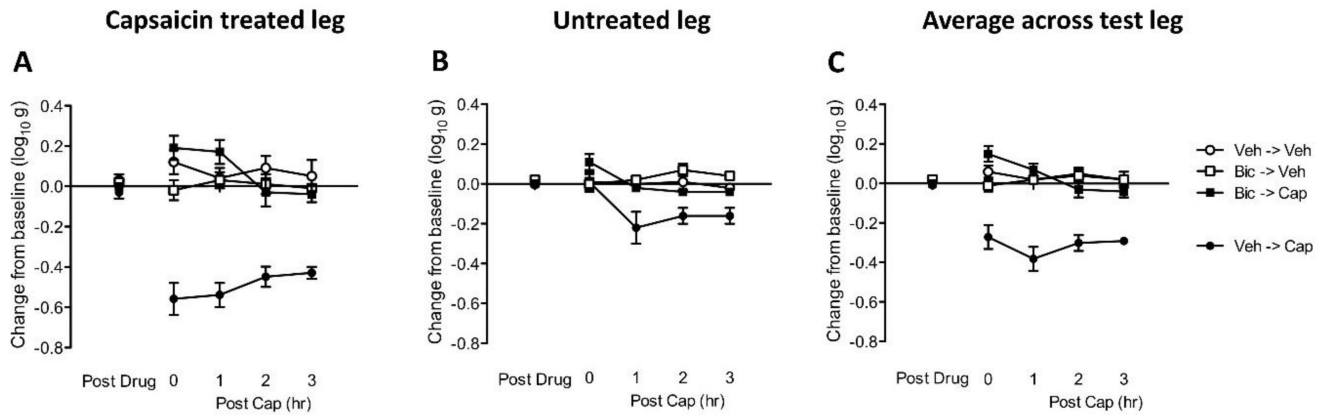 Capsaicin treated leg
Untreated leg
Average across test leg
A
Change from baseline (log10 g)
0.4
0.2
0.0
-0.2
-0.4
-0.6
-0.8
Post Drug 0 1 2 3
Post Cap (hr)
B
Change from baseline (log10 g)
0.4
0.2
0.0
-0.2
-0.4
-0.6
-0.8
Post Drug 0 1 2 3
Post Cap (hr)
C
Change from baseline (log10 g)
0.4
0.2
0.0
-0.2
-0.4
-0.6
-0.8
Post Drug 0 1 2 3
Post Cap (hr)
Veh -> Veh
Bic -> Veh
Bic -> Cap
Veh -> Cap